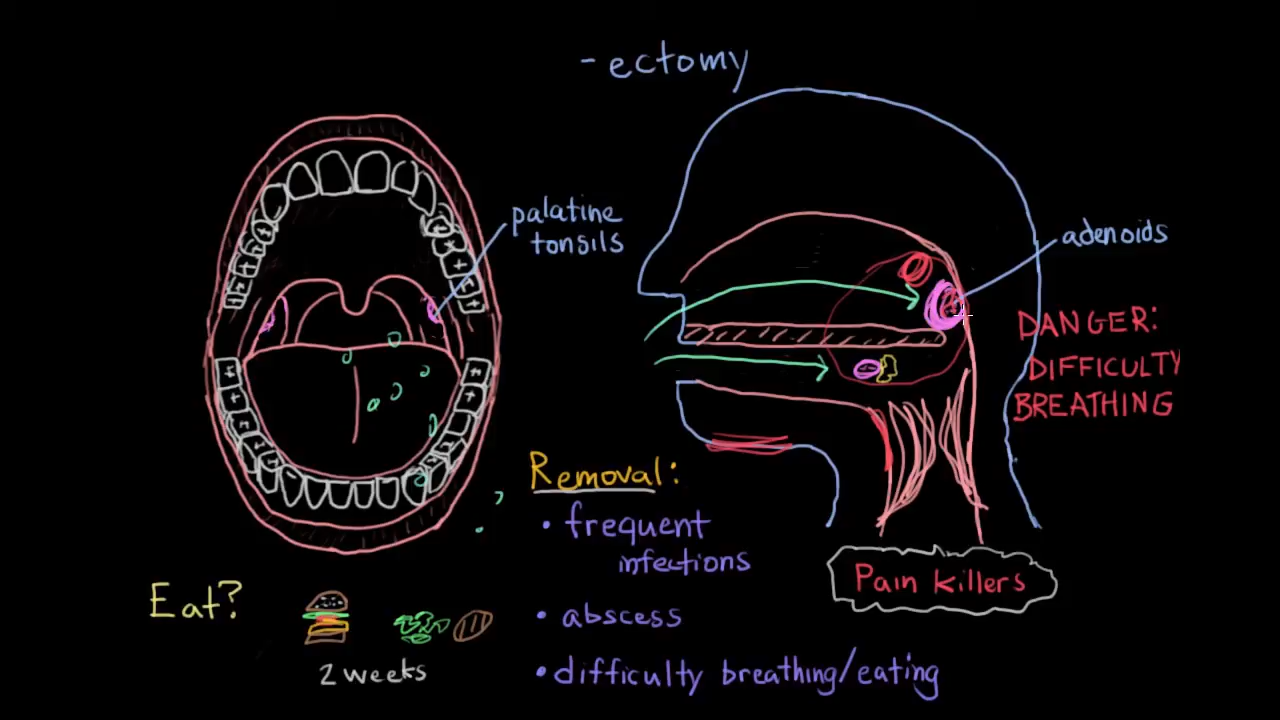 - ectomy
palatine
tonsils
adenoids
DANGER:
DIFFICULTY
BREATHING
Removal:
• frequent
infections
Pain Killers
Eat?
• abscess
2 weeks
• difficulty breathing/eating